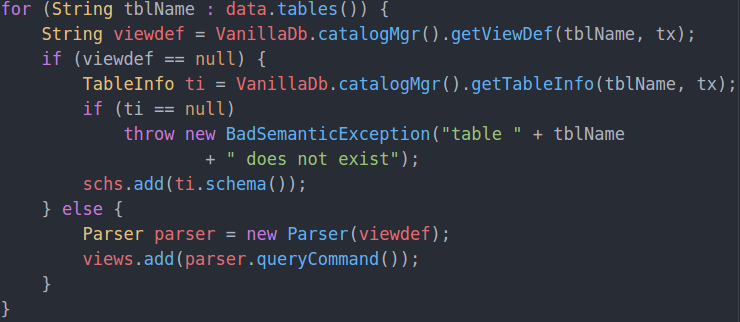 for (String tblName : data.tables()) {
    String viewdef = VanillaDb.catalogMgr().getViewDef(tblName, tx);
    if (viewdef == null) {
        TableInfo ti = VanillaDb.catalogMgr().getTableInfo(tblName, tx);
        if (ti == null)
            throw new BadSemanticException("table " + tblName
                    + " does not exist");
        schs.add(ti.schema());
    } else {
        Parser parser = new Parser(viewdef);
        views.add(parser.queryCommand());
    }
}